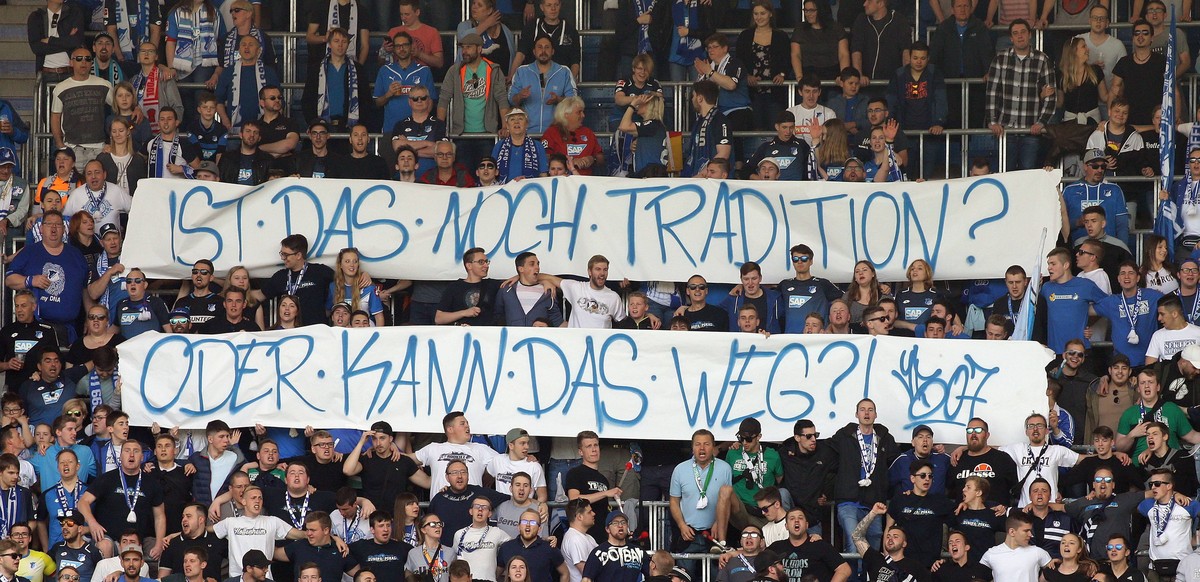 IST·DAS·NOCH·TRADITION?
ODER·KANN·DAS·WEG?!